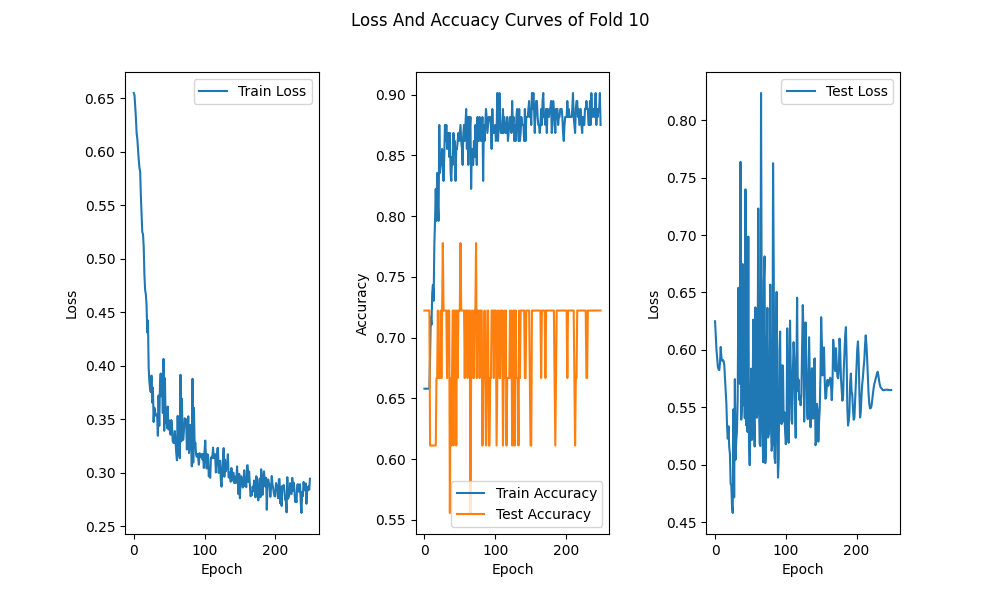 Loss And Accuacy Curves of Fold 10
Train Loss
0.65
0.60
0.55
0.50
0.45
0.40
0.35
0.30
0.25
Loss
0 100 200
Epoch
0.90
0.85
0.80
0.75
0.70
0.65
0.60
0.55
Accuracy
Train Accuracy
Test Accuracy
0 100 200
Epoch
Test Loss
0.80
0.75
0.70
0.65
0.60
0.55
0.50
0.45
Loss
0 100 200
Epoch